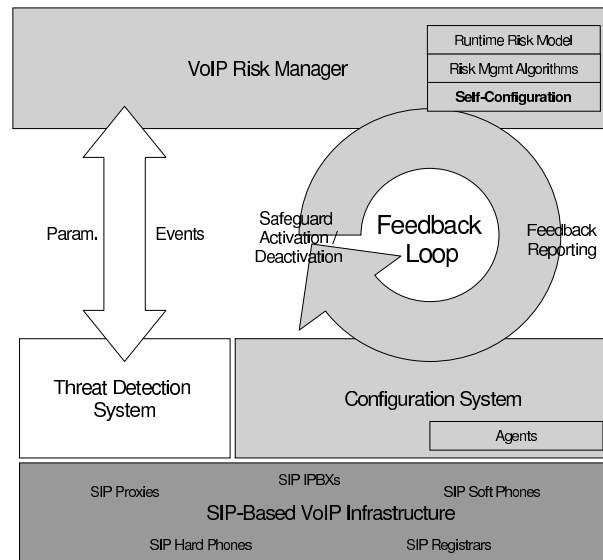 Runtime Risk Model
VoIP Risk Manager
Risk Mgmt Algorithms
Self-Configuration
Param.
Events
Safeguard
Activation /
Deactivation
Feedback
Loop
Feedback
Reporting
Threat Detection
System
Configuration System
Agents
SIP IPBXs
SIP Proxies
SIP Soft Phones
SIP-Based VoIP Infrastructure
SIP Hard Phones
SIP Registrars